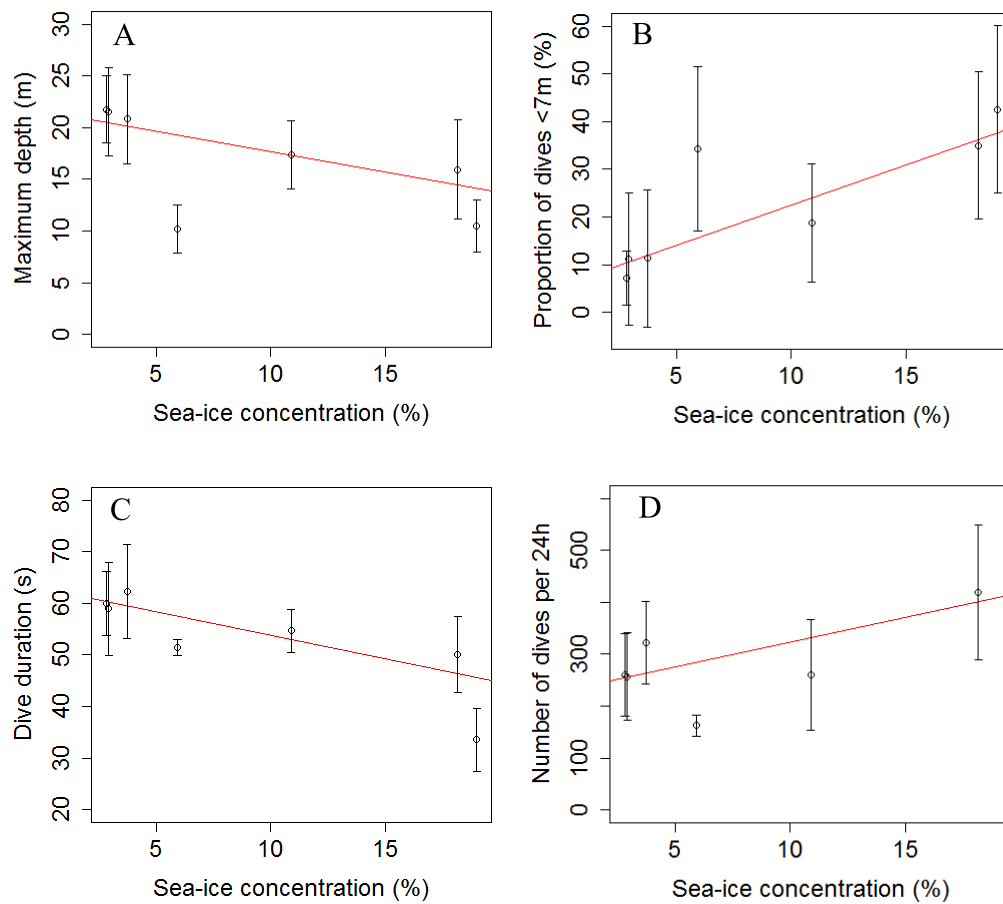 A
Maximum depth (m)
30
25
20
15
10
5
0
5 10 15
Sea-ice concentration (%)
B
Proportion of dives <7m (%)
60
50
40
30
20
10
0
5 10 15
Sea-ice concentration (%)
C
Dive duration (s)
80
70
60
50
40
30
20
5 10 15
Sea-ice concentration (%)
D
Number of dives per 24h
500
300
100
0
5 10 15
Sea-ice concentration (%)